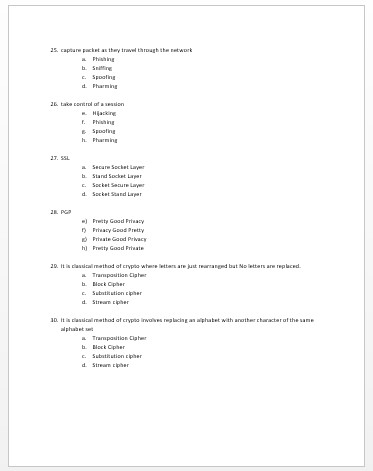 25. capture packet as they travel through the network
a. Phishing
b. Sniffing
c. Spoofing
d. Pharming
26. take control of a session
e. Hijacking
f. Phishing
g. Spoofing
h. Pharming
27. SSL
a. Secure Socket Layer
b. Stand Socket Layer
c. Socket Secure Layer
d. Socket Stand Layer
28. PGP
e) Pretty Good Privacy
f) Privacy Good Pretty
g) Private Good Privacy
h) Pretty Good Private
29. It is classical method of crypto where letters are just rearranged but No letters are replaced.
a. Transposition Cipher
b. Block Cipher
c. Substitution cipher
d. Stream cipher
30. It is classical method of crypto involves replacing an alphabet with another character of the same
alphabet set
a. Transposition Cipher
b. Block Cipher
c. Substitution cipher
d. Stream cipher